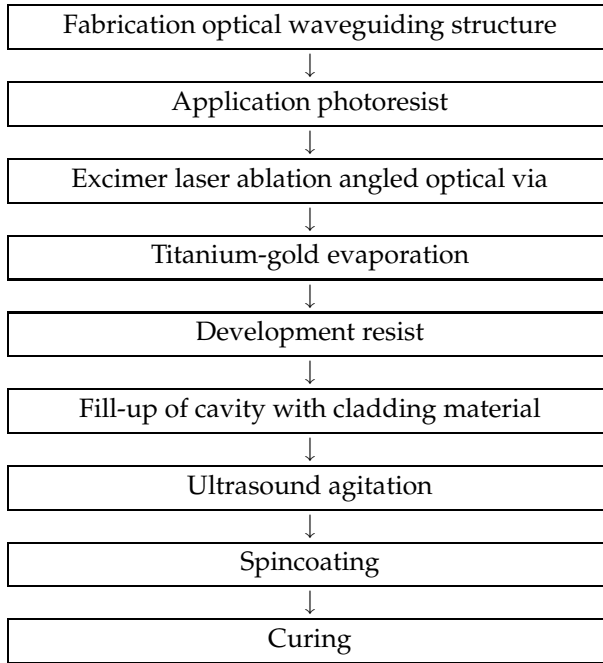 Fabrication optical waveguiding structure
↓
Application photoresist
↓
Excimer laser ablation angled optical via
↓
Titanium-gold evaporation
↓
Development resist
↓
Fill-up of cavity with cladding material
↓
Ultrasound agitation
↓
Spincoating
↓
Curing